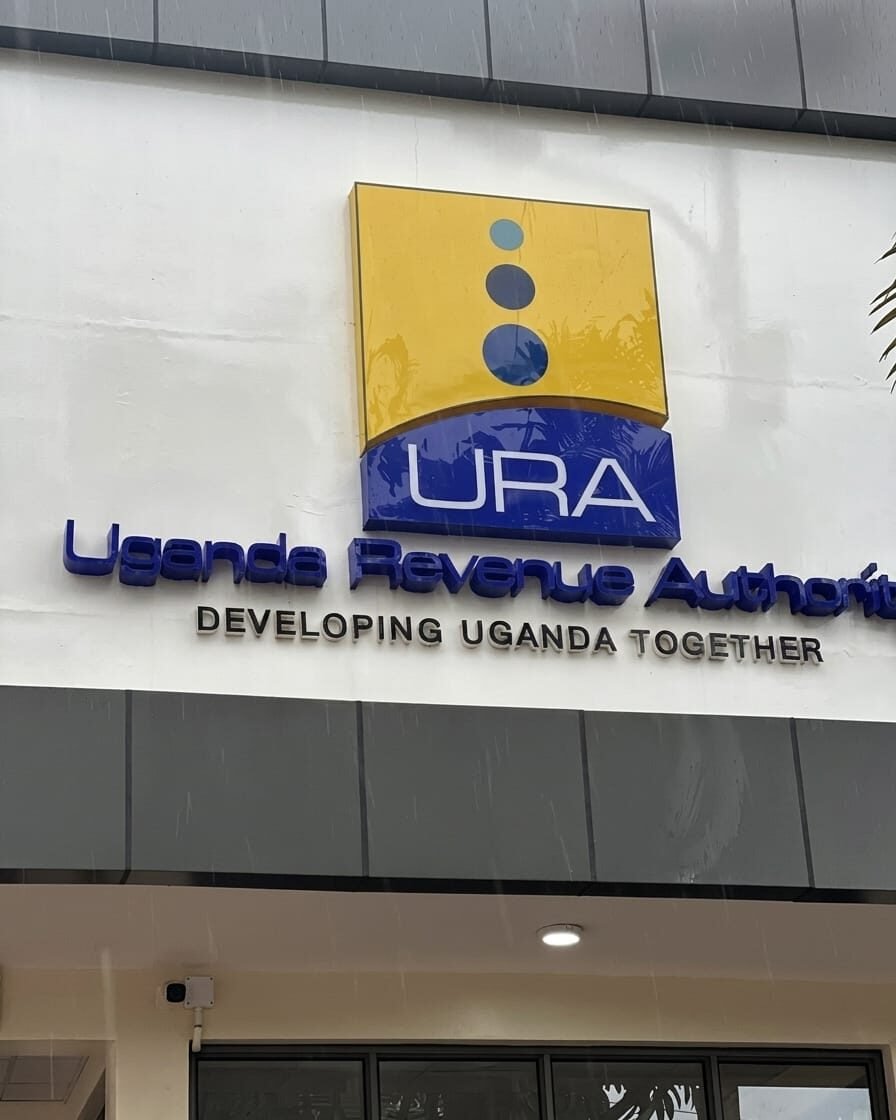 URA
Uganda Revenue Authorit
DEVELOPING UGANDA TOGETHER